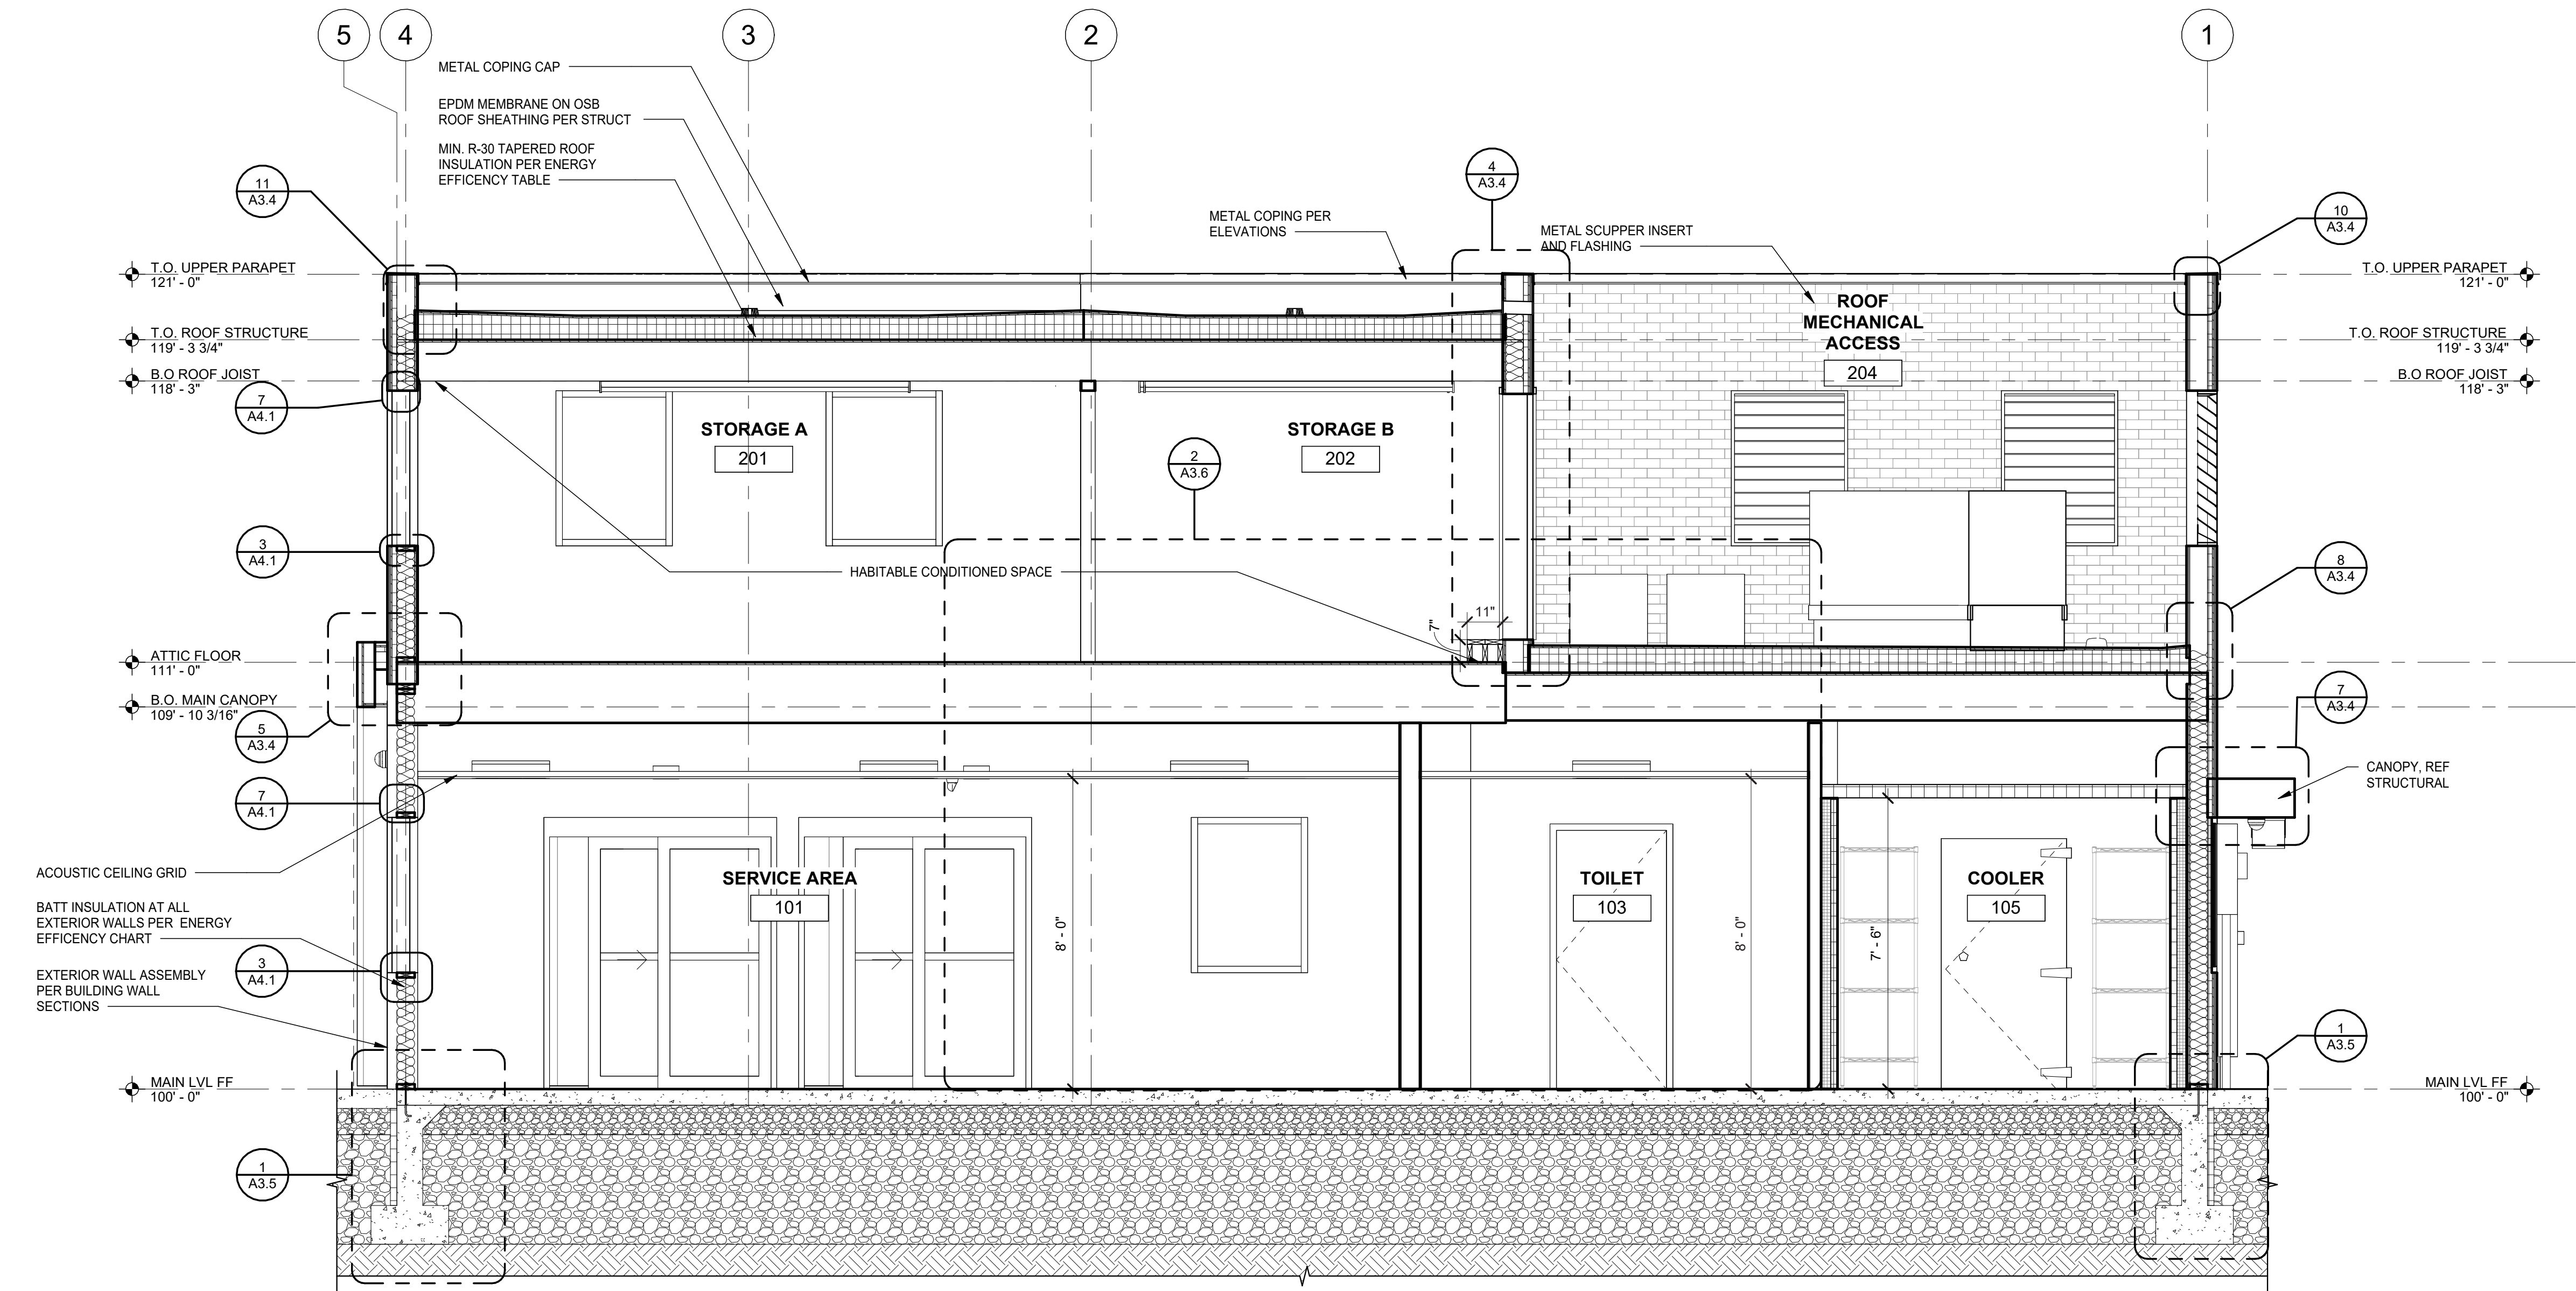 5
4
3
2
1
METAL COPING CAP
EPDM MEMBRANE ON OSB
ROOF SHEATHING PER STRUCT
MIN. R-30 TAPERED ROOF
INSULATION PER ENERGY
EFFICENCY TABLE
11
A3.4
4
A3.4
METAL COPING PER
ELEVATIONS
METAL SCUPPER INSERT
AND FLASHING
10
A3.4
T.O. UPPER PARAPET
121' - 0"
T.O. UPPER PARAPET
121' - 0"
ROOF
MECHANICAL
ACCESS
204
T.O. ROOF STRUCTURE
119' - 3 3/4"
T.O. ROOF STRUCTURE
119' - 3 3/4"
B.O ROOF JOIST
118' - 3"
B.O ROOF JOIST
118' - 3"
7
A4.1
STORAGE A
201
STORAGE B
202
2
A3.6
3
A4.1
HABITABLE CONDITIONED SPACE
8
A3.4
11"
7"
ATTIC FLOOR
111' - 0"
B.O. MAIN CANOPY
109' - 10 3/16"
7
A3.4
5
A3.4
CANOPY, REF
STRUCTURAL
7
A4.1
ACOUSTIC CEILING GRID
BATT INSULATION AT ALL
EXTERIOR WALLS PER ENERGY
EFFICENCY CHART
SERVICE AREA
101
8' - 0"
TOILET
103
8' - 0"
7' - 6"
COOLER
105
3
A4.1
EXTERIOR WALL ASSEMBLY
PER BUILDING WALL
SECTIONS
1
A3.5
MAIN LVL FF
100' - 0"
MAIN LVL FF
100' - 0"
1
A3.5